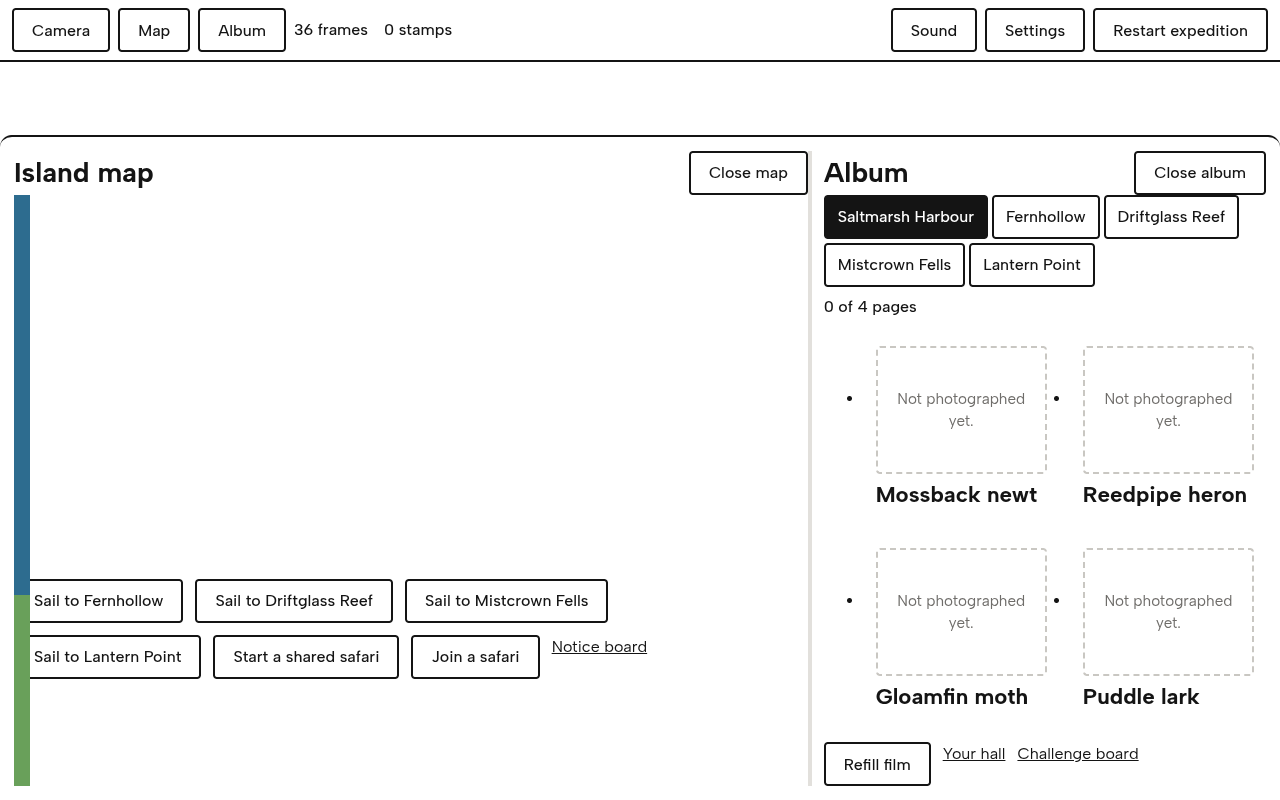 Camera Map Album 36 frames 0 stamps Sound Settings Restart expedition
Island map Close map
Sail to Fernhollow Sail to Driftglass Reef Sail to Mistcrown Fells
Sail to Lantern Point Start a shared safari Join a safari Notice board
Album Close album
Saltmarsh Harbour Fernhollow Driftglass Reef
Mistcrown Fells Lantern Point
0 of 4 pages
Not photographed yet. Not photographed yet.
Mossback newt Reedpipe heron
Not photographed yet. Not photographed yet.
Gloamfin moth Puddle lark
Refill film Your hall Challenge board